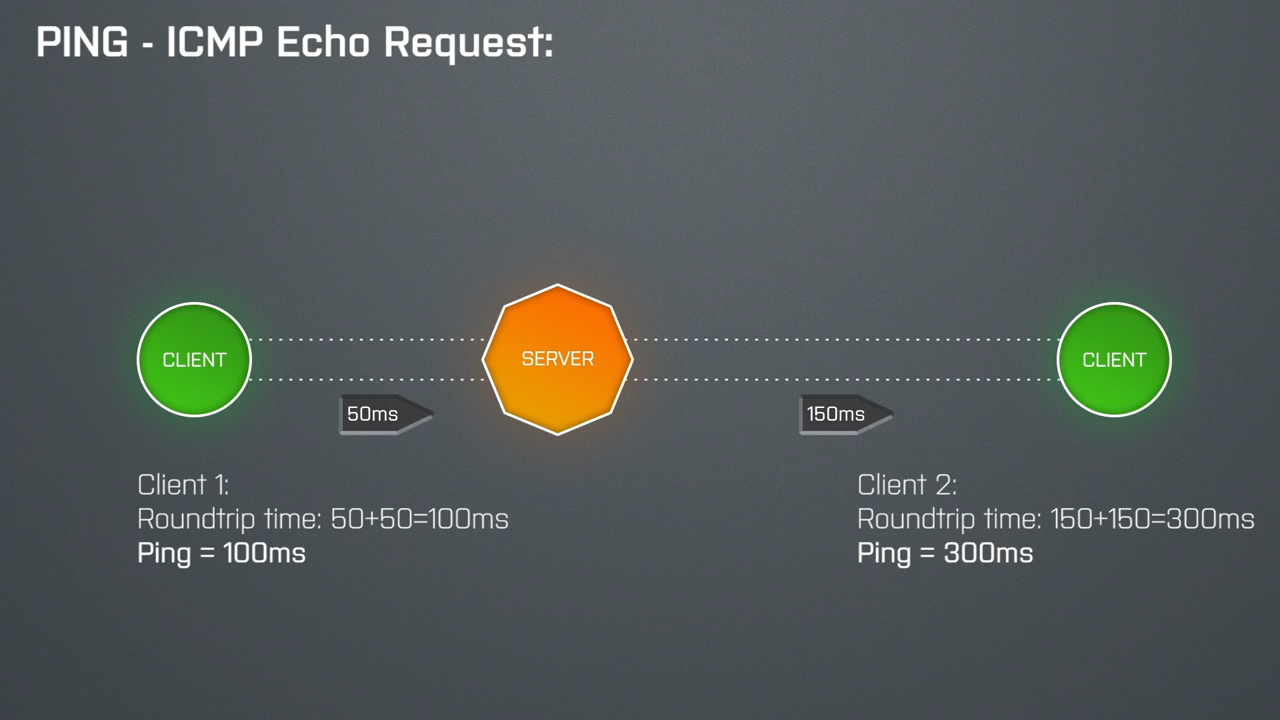 PING - ICMP Echo Request:
CLIENT
SERVER
CLIENT
50ms
150ms
Client 1:
Roundtrip time: 50+50=100ms
Ping = 100ms
Client 2:
Roundtrip time: 150+150=300ms
Ping = 300ms